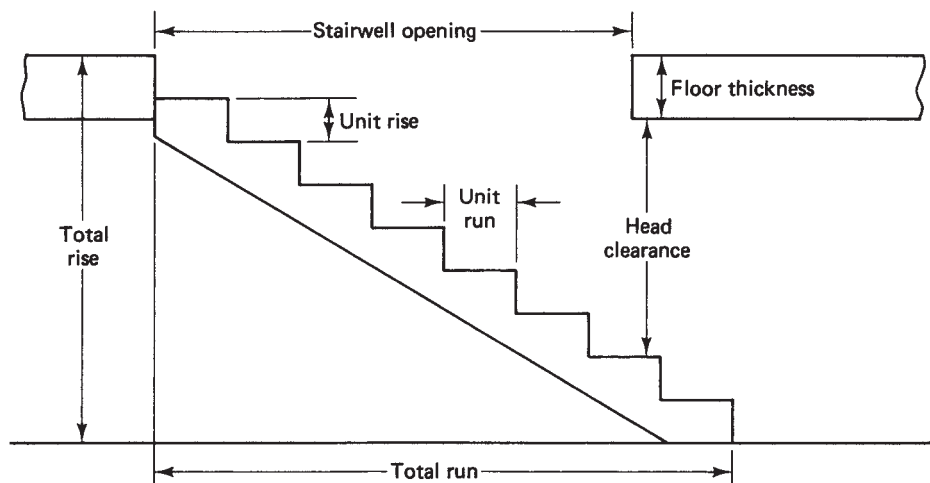 Stairwell opening
Floor thickness
Unit rise
Unit
run
Total
rise
Head
clearance
Total run